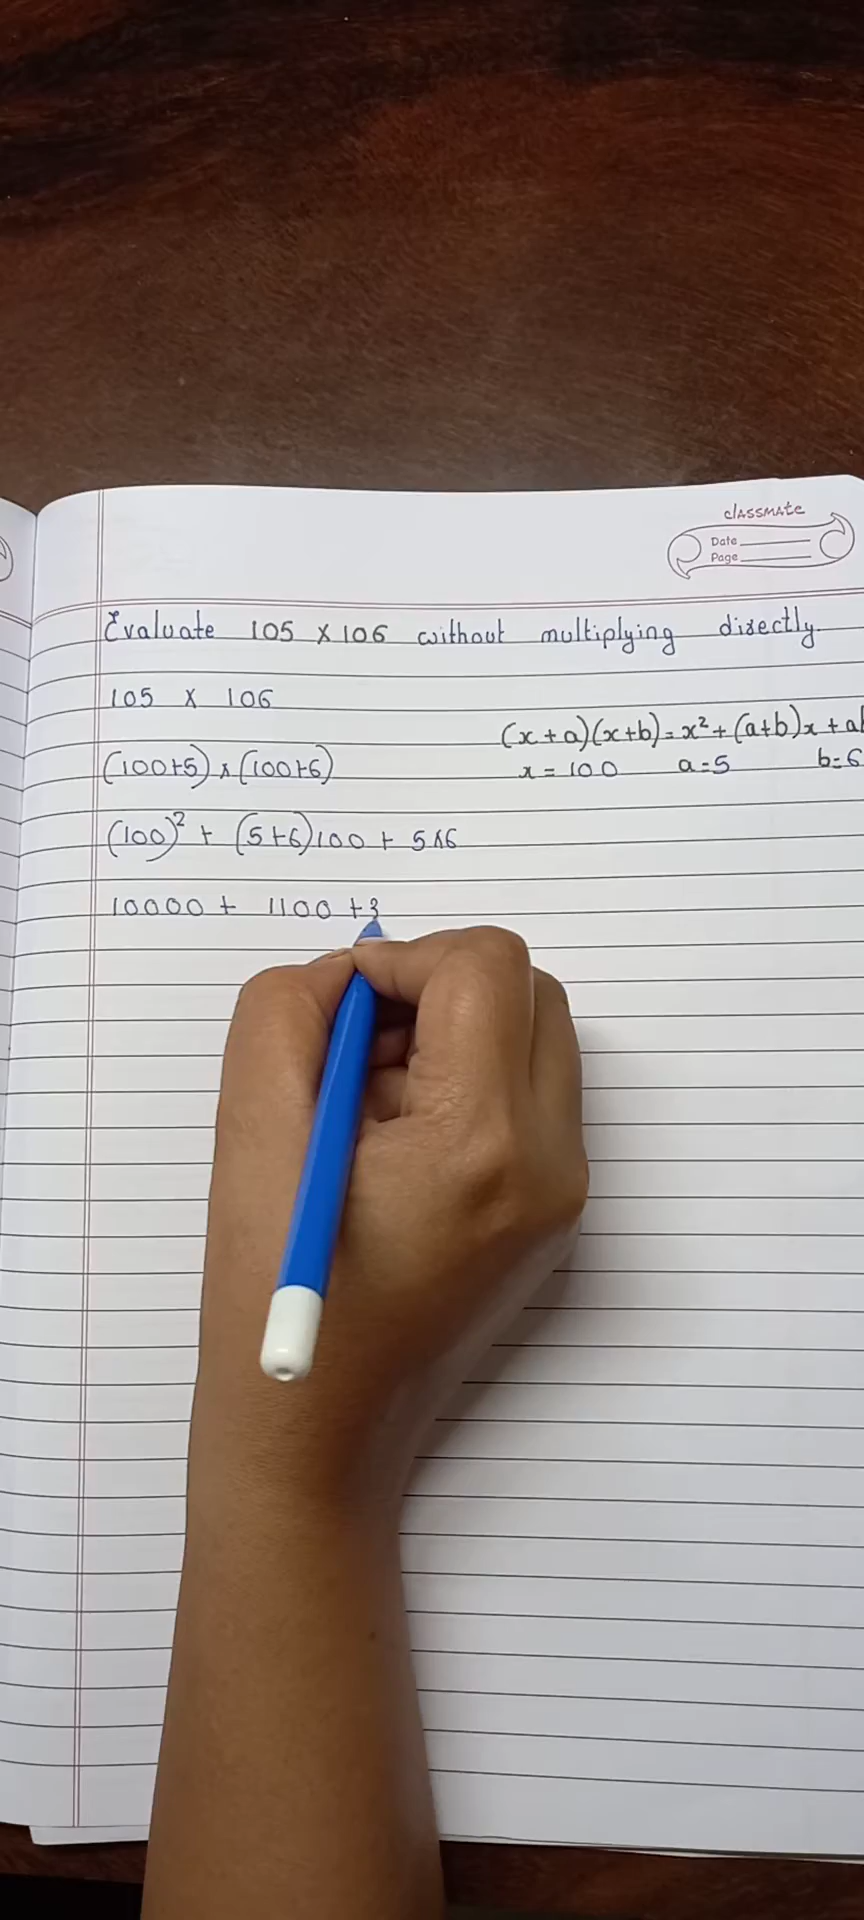 classmate
Date
Page
Evaluate 105 x 106 without multiplying directly
105 x 106
(x+a)(x+b) = x² + (a+b)x + ab
(100+5) x (100+6)
x = 100 a=5 b=6
(100)² + (5+6)100 + 5x6
10000 + 1100 +3